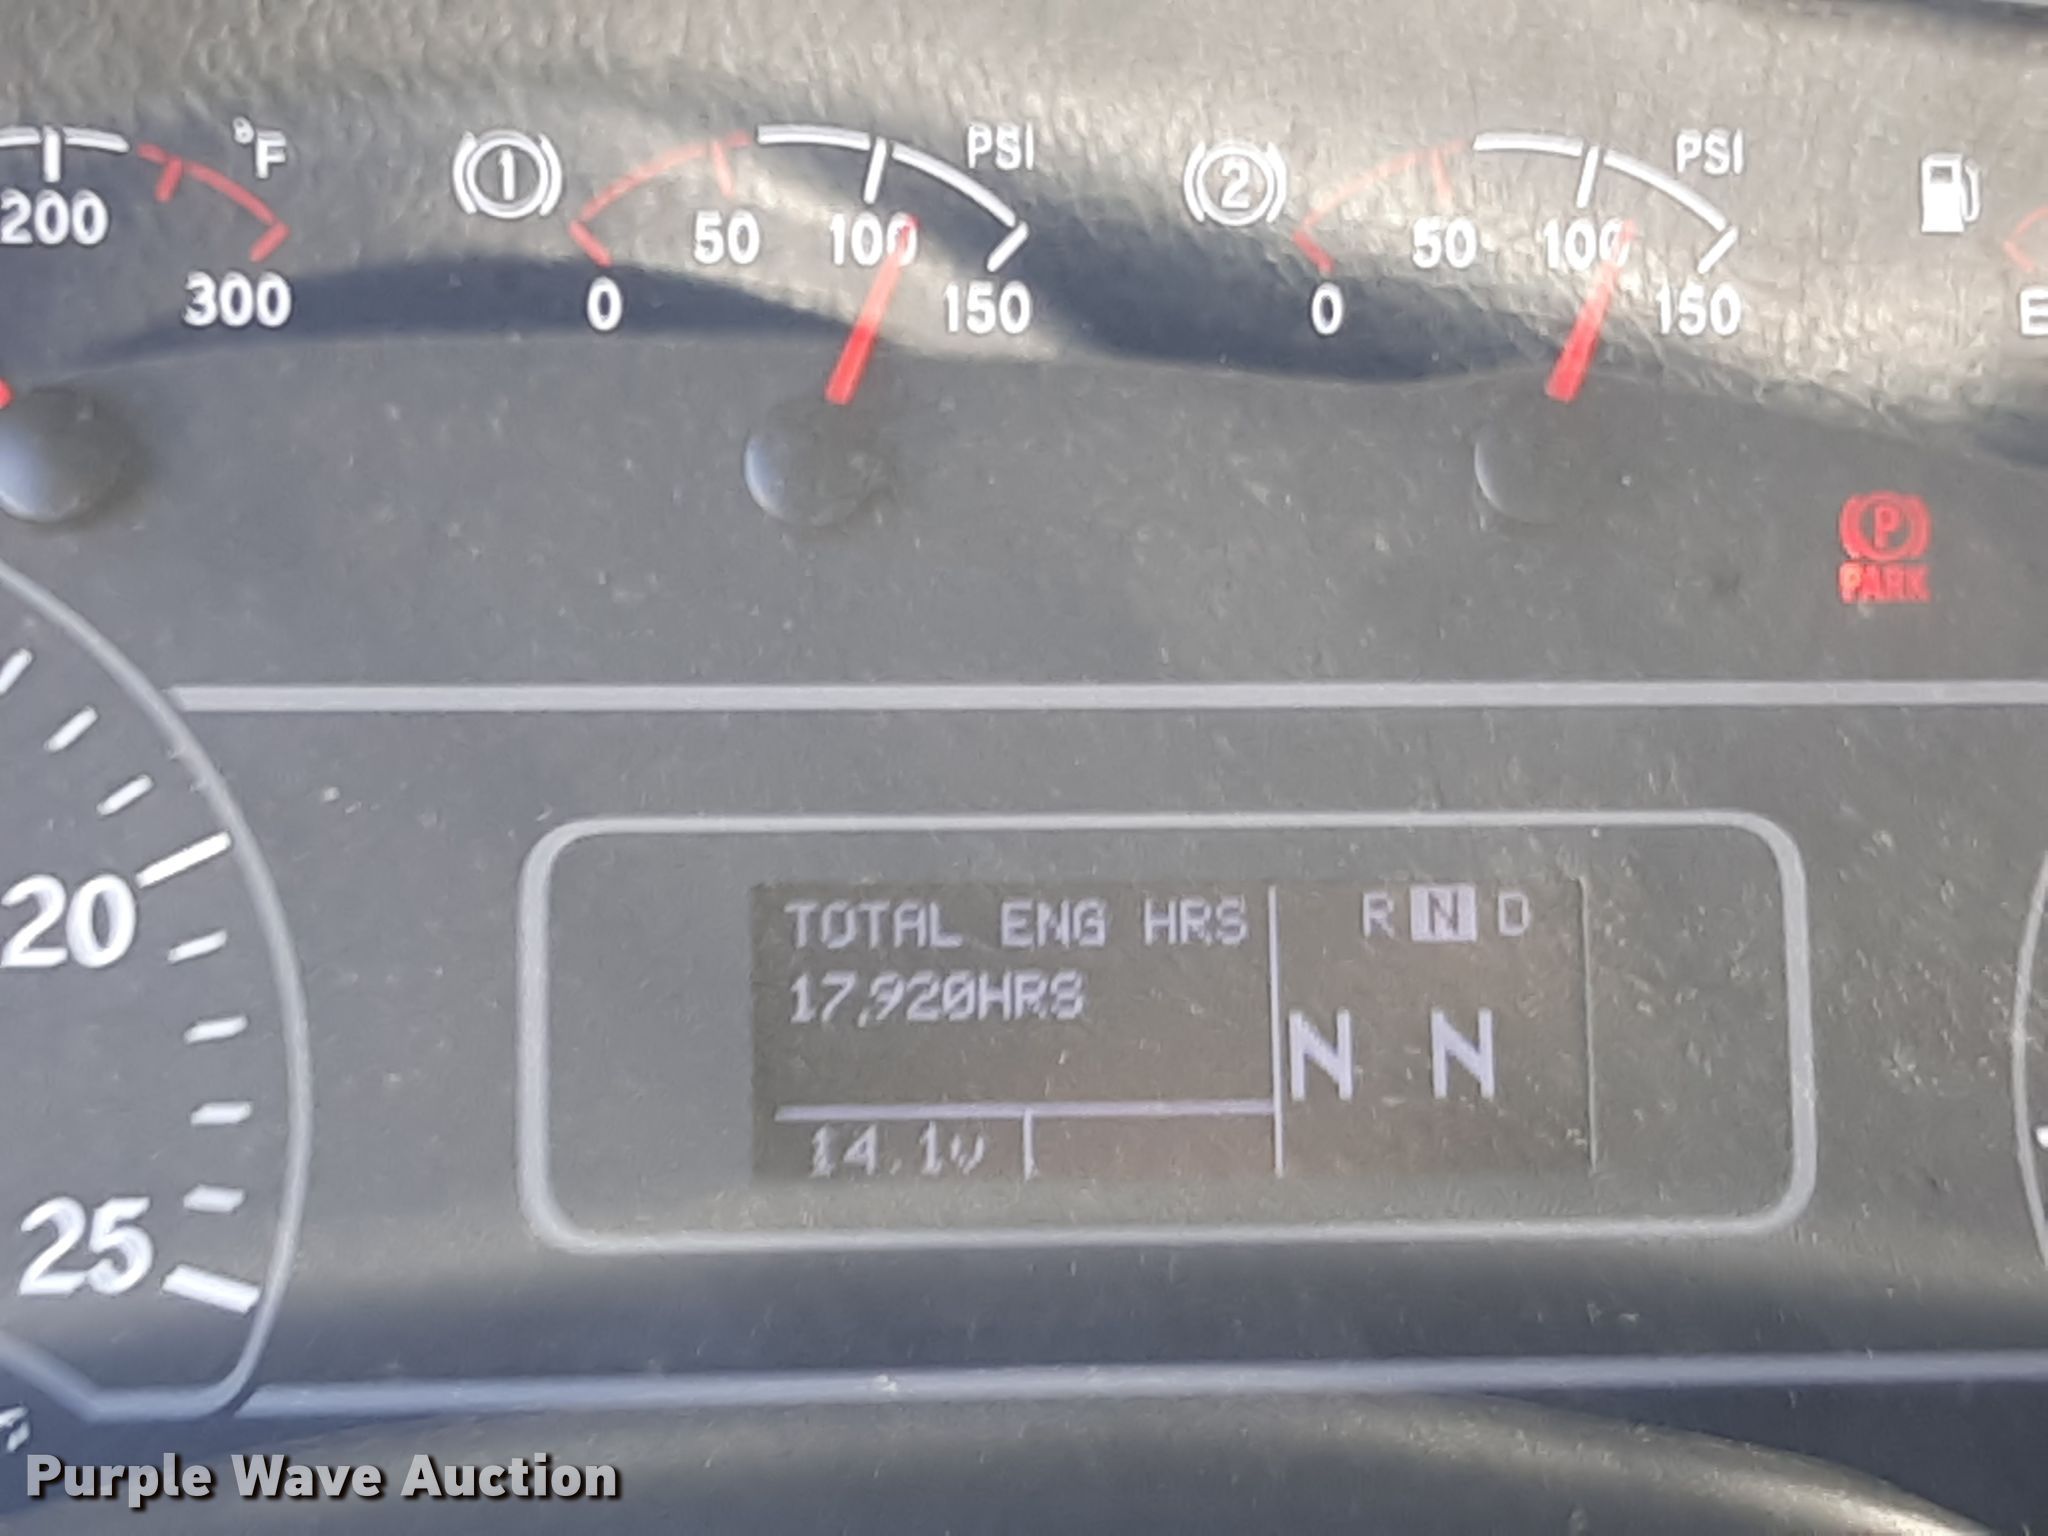 °F
200
300
1
PSI
0
50
100
150
2
PSI
0
50
100
150
E
P
PARK
20
25
TOTAL ENG HRS
17,920HRS
14.1v
R N D
N N
Purple Wave Auction